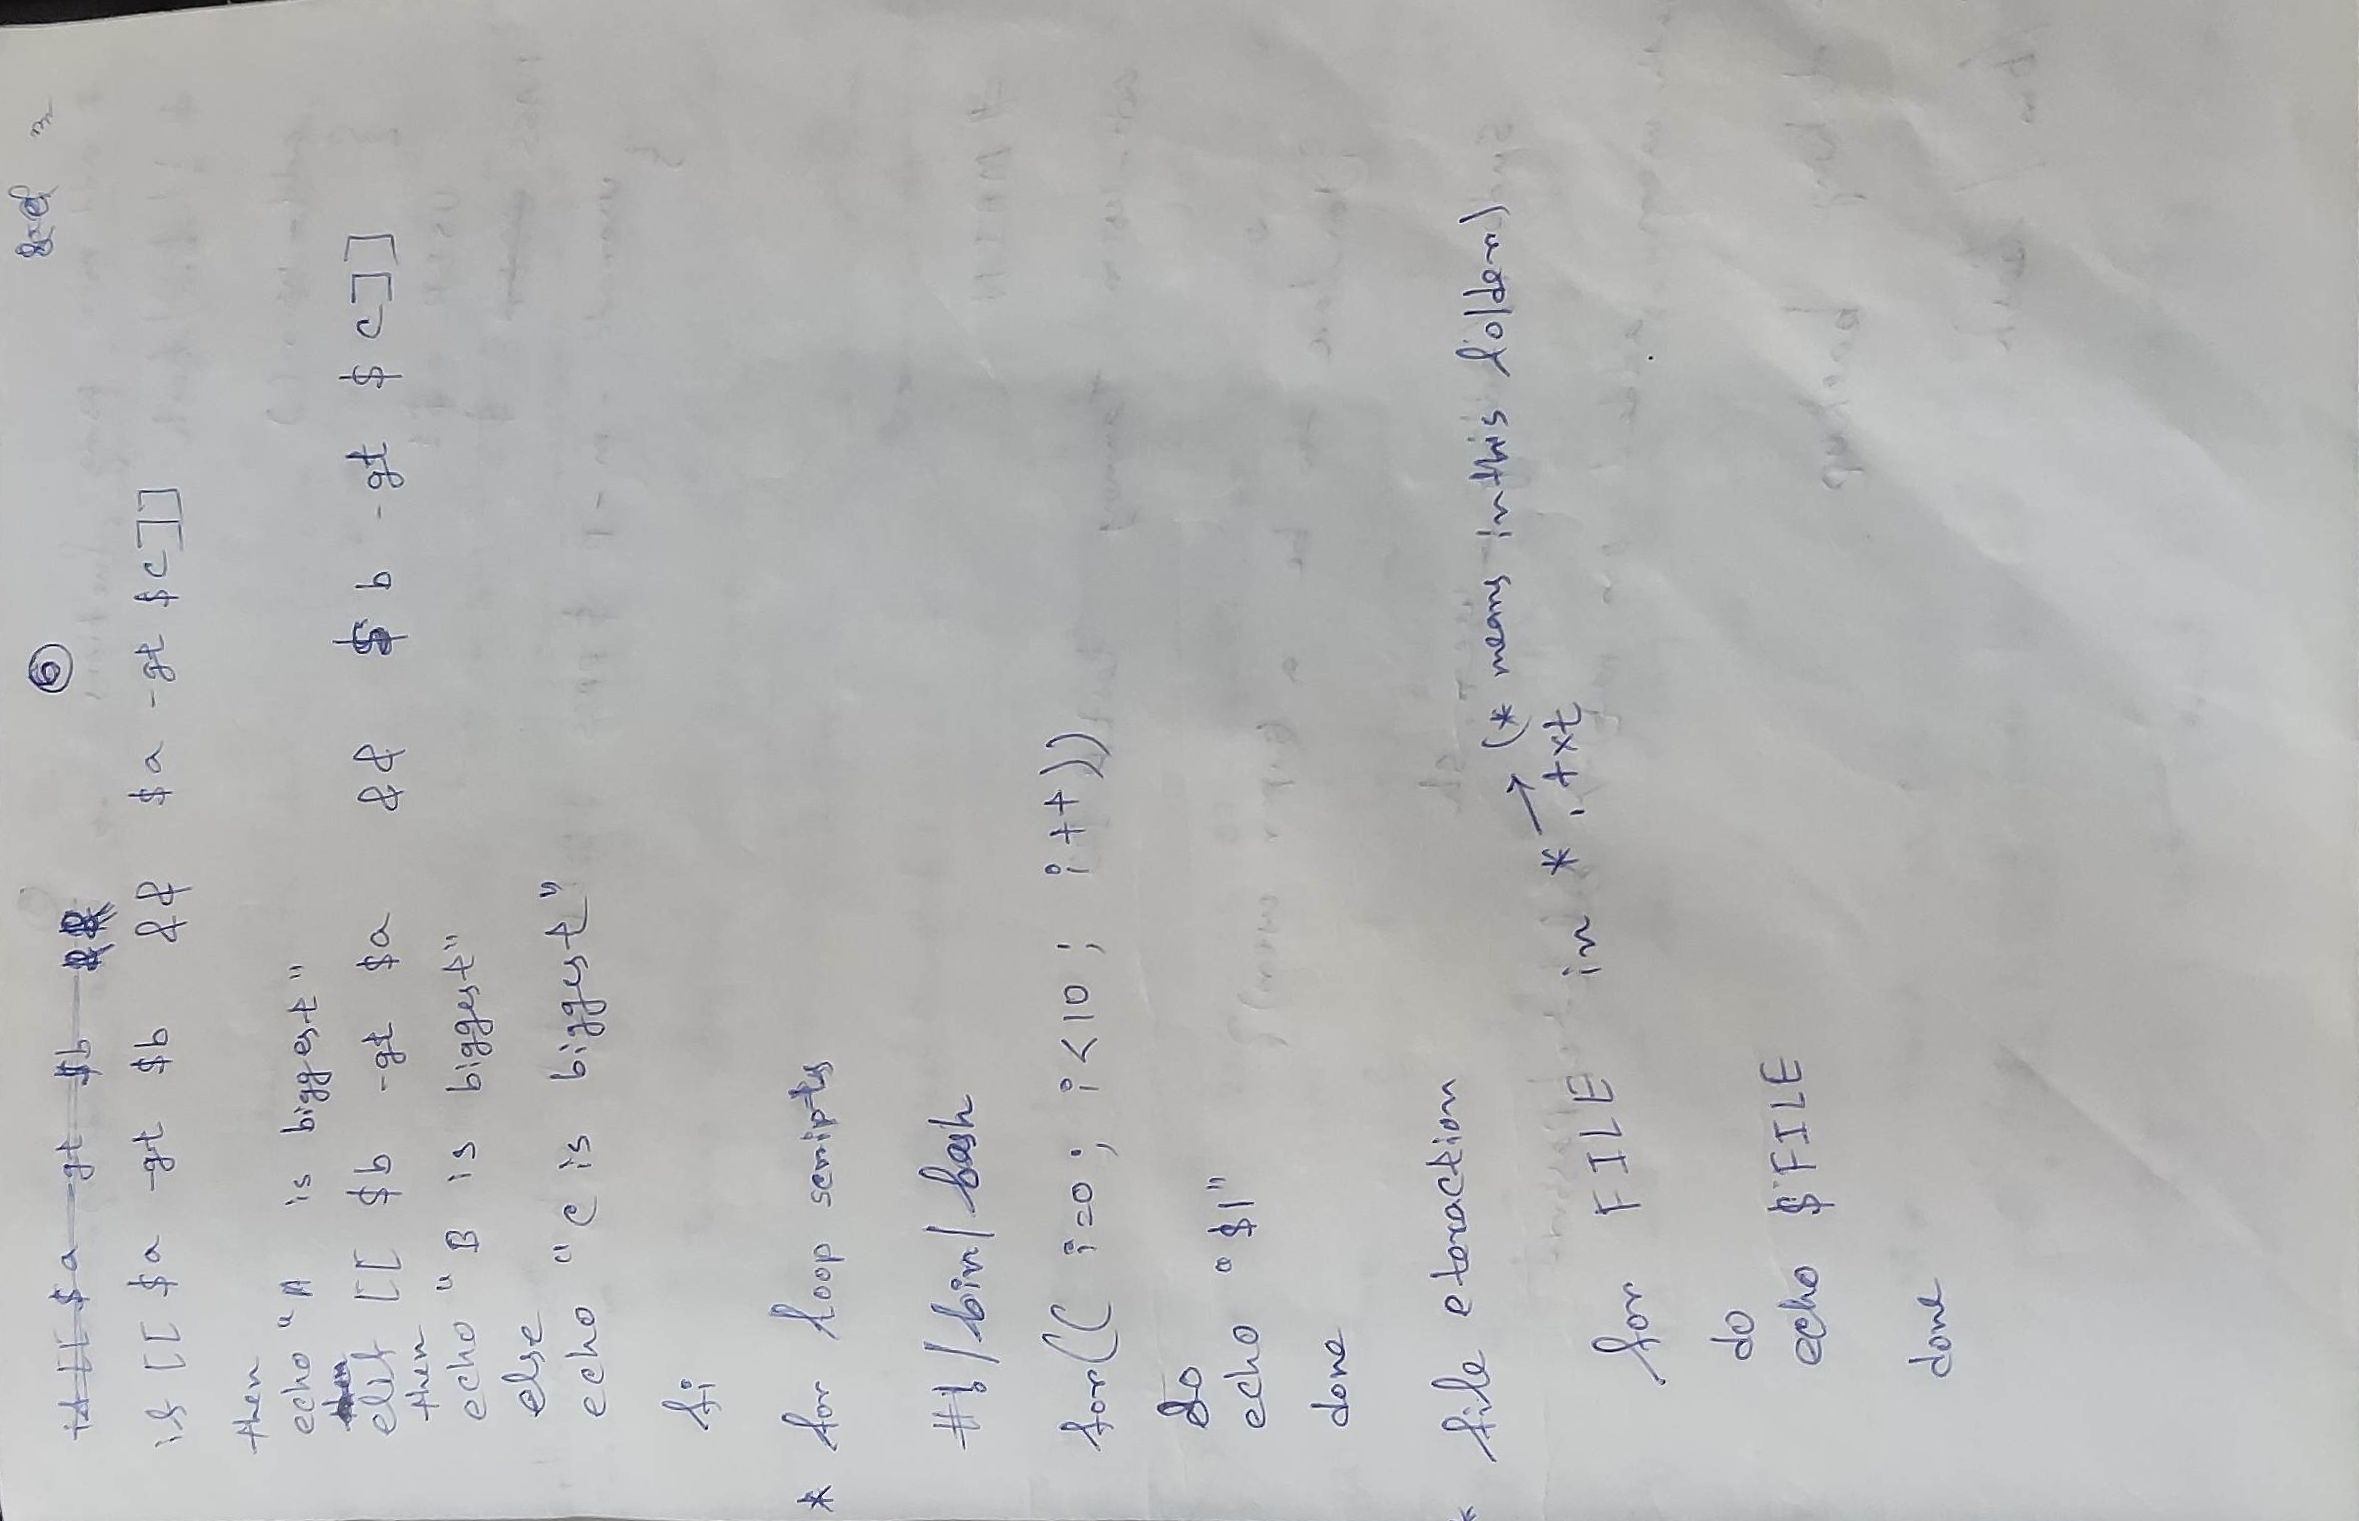 6
if [[ $a -gt $b &&
if [[ $a -gt $b && $a -gt $c]]
then
echo "A is biggest"
then
elif [[ $b -gt $a && $b -gt $c]]
then
echo "B is biggest"
else
echo "C is biggest"
fi
* for loop scripts
#!/bin/bash
for(( i=0; i<10; i++))
do
echo "$1"
done
* file eteraction
(* means in this folder)
for FILE in *.txt
do
echo $FILE
done